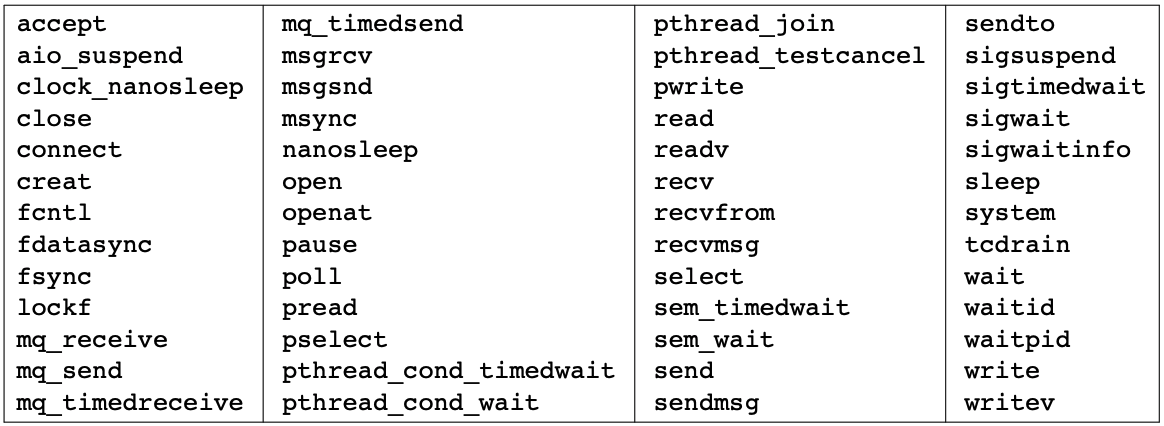 accept mq_timedsend pthread_join sendto
aio_suspend msgrcv pthread_testcancel sigsuspend
clock_nanosleep msgsnd pwrite sigtimedwait
close msync read sigwait
connect nanosleep readv sigwaitinfo
creat open recv sleep
fcntl openat recvfrom system
fdatasync pause recvmsg tcdrain
fsync poll select wait
lockf pread sem_timedwait waitid
mq_receive pselect sem_wait waitpid
mq_send pthread_cond_timedwait send write
mq_timedreceive pthread_cond_wait sendmsg writev